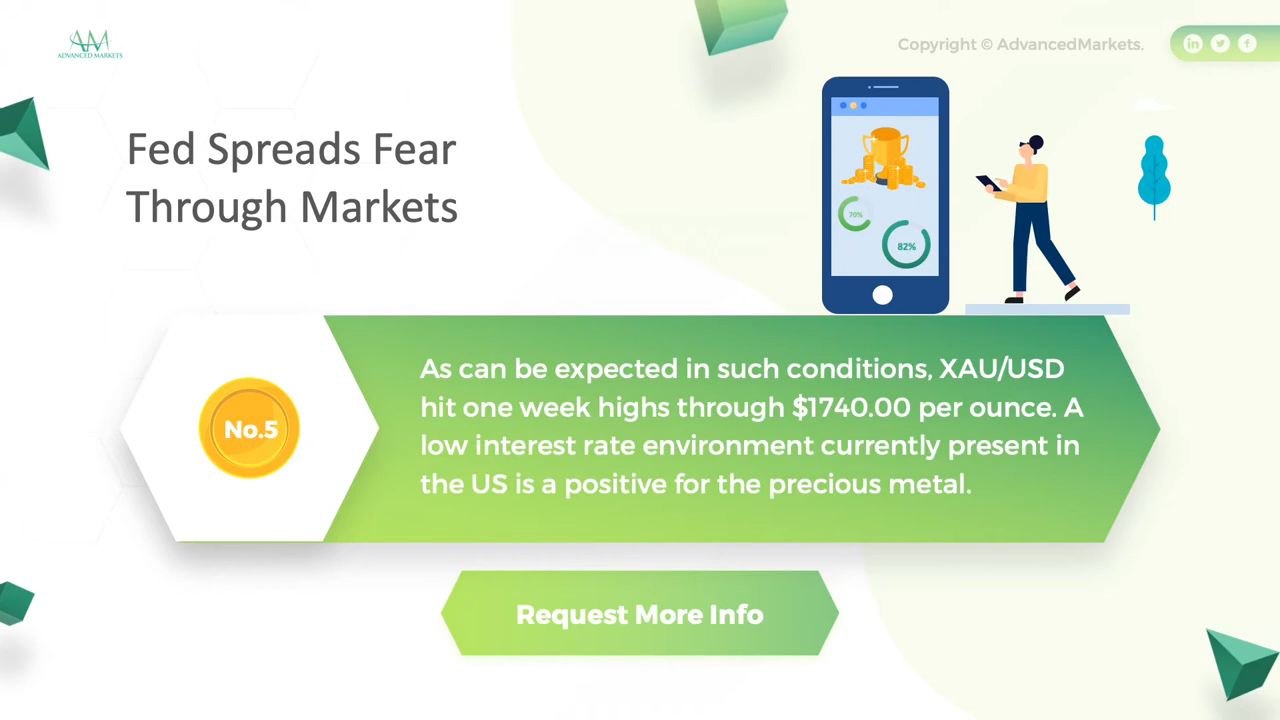 ADVANCED MARKETS
Copyright © AdvancedMarkets.
Fed Spreads Fear
Through Markets
70%
82%
No.5
As can be expected in such conditions, XAU/USD
hit one week highs through $1740.00 per ounce. A
low interest rate environment currently present in
the US is a positive for the precious metal.
Request More Info